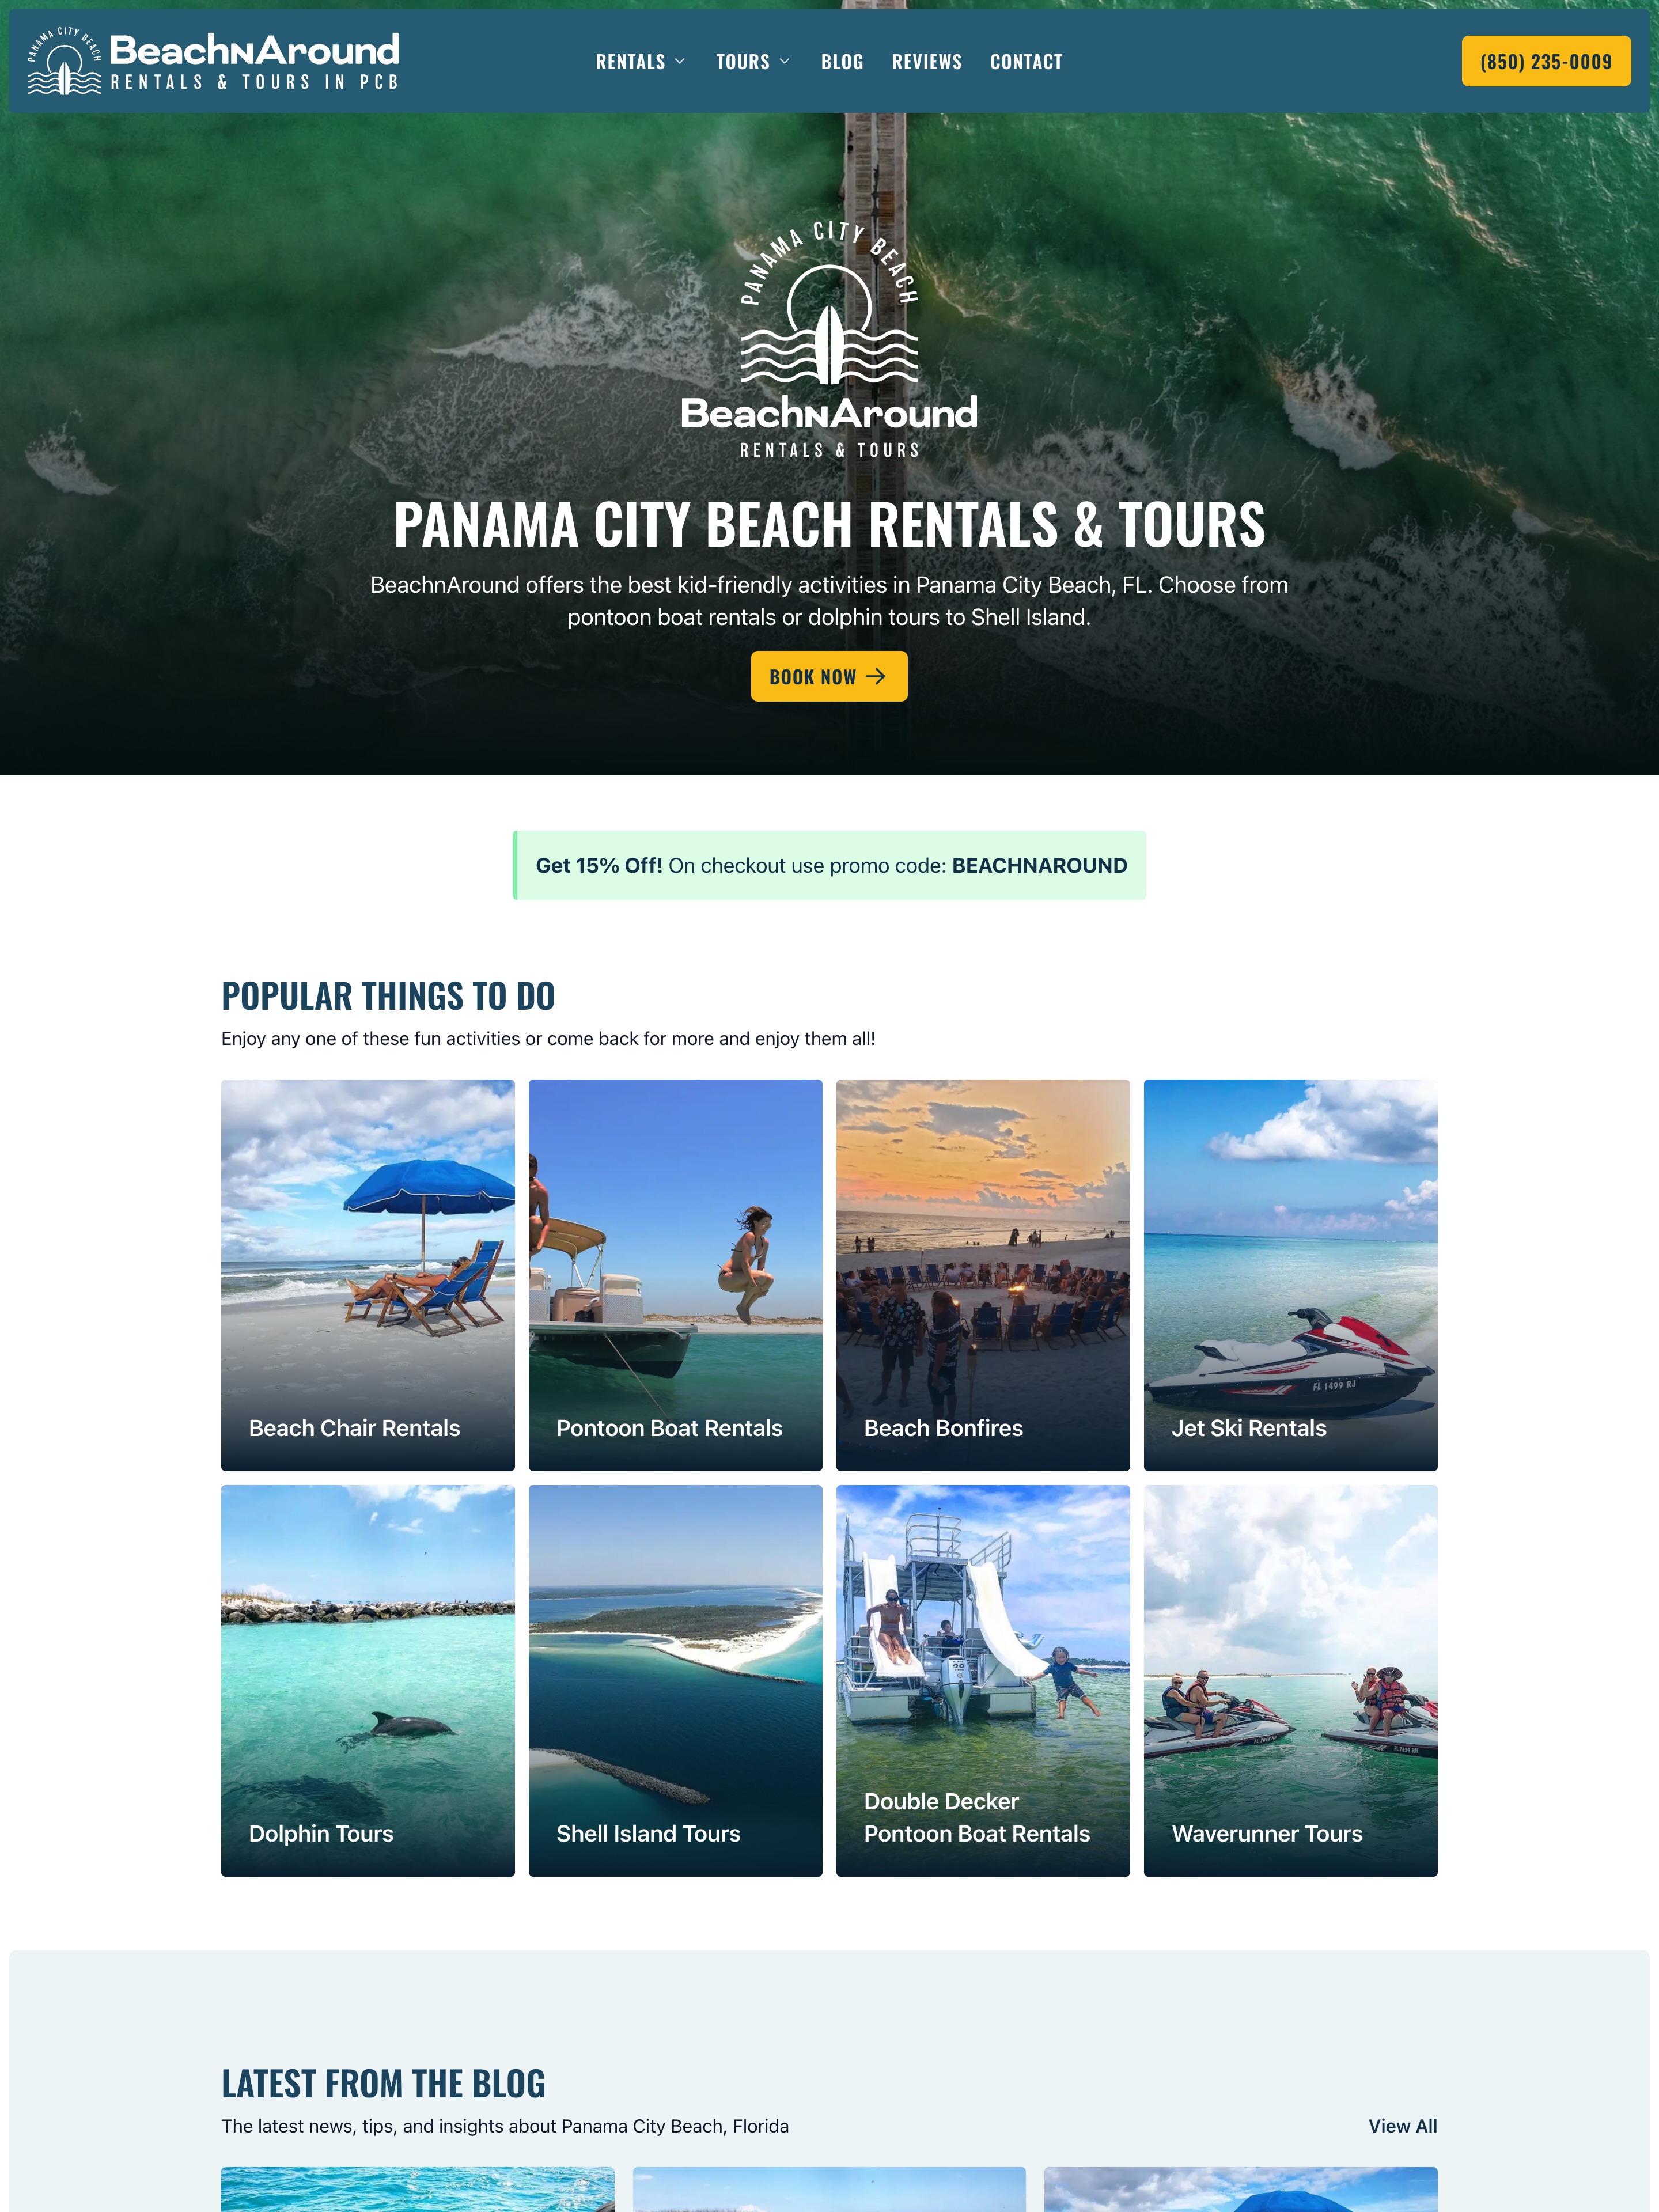 PANAMA CITY BEACH
BeachNAround
RENTALS & TOURS IN PCB
RENTALS
TOURS
BLOG
REVIEWS
CONTACT
(850) 235-0009
PANAMA CITY BEACH
BeachNAround
RENTALS & TOURS
PANAMA CITY BEACH RENTALS & TOURS
BeachnAround offers the best kid-friendly activities in Panama City Beach, FL. Choose from
pontoon boat rentals or dolphin tours to Shell Island.
BOOK NOW
Get 15% Off! On checkout use promo code: BEACHNAROUND
POPULAR THINGS TO DO
Enjoy any one of these fun activities or come back for more and enjoy them all!
FL 1499 RJ
Beach Chair Rentals
Pontoon Boat Rentals
Beach Bonfires
Jet Ski Rentals
90
Dolphin Tours
Shell Island Tours
Double Decker
Pontoon Boat Rentals
Waverunner Tours
LATEST FROM THE BLOG
The latest news, tips, and insights about Panama City Beach, Florida
View All